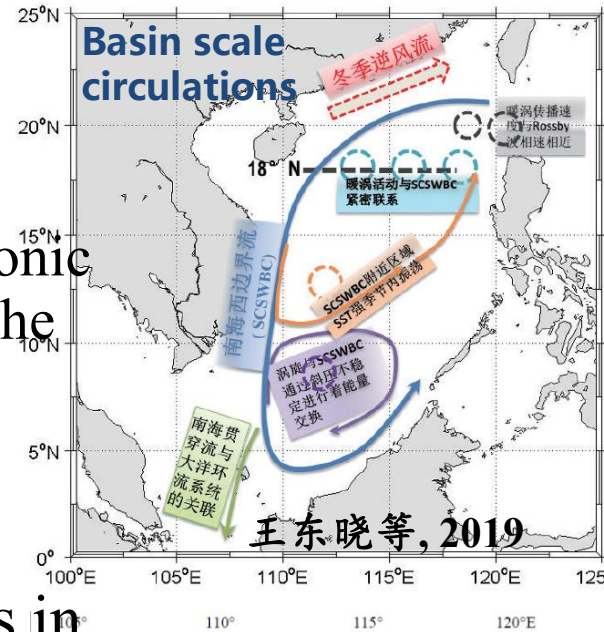 25°N
Basin scale
circulations
冬季逆风流
暖涡传播速
度与Rossby
波相速相近
20°N
18° N
暖涡活动与SCSWBC
紧密联系
15°N
onic
he
南海西边界流
(SCSWBC)
SCSWBC附近区域
SST强季节内振荡
10°N
涡旋与SCSWBC
通过斜压不稳
定进行着能量
交换
南海贯
穿流与
大洋环
流系统
的关联
5°N
王东晓等, 2019
0°
100°E 105°E 110°E 115°E 120°E 125
s in
105° 110° 115° 120°E